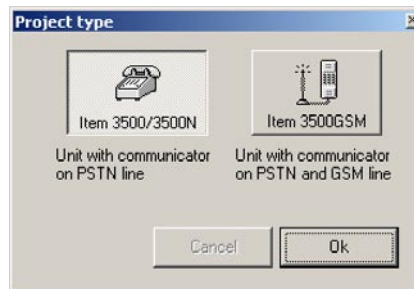 Project type
Item 3500/3500N
Item 3500GSM
Unit with communicator
on PSTN line
Unit with communicator
on PSTN and GSM line
Cancel
Ok